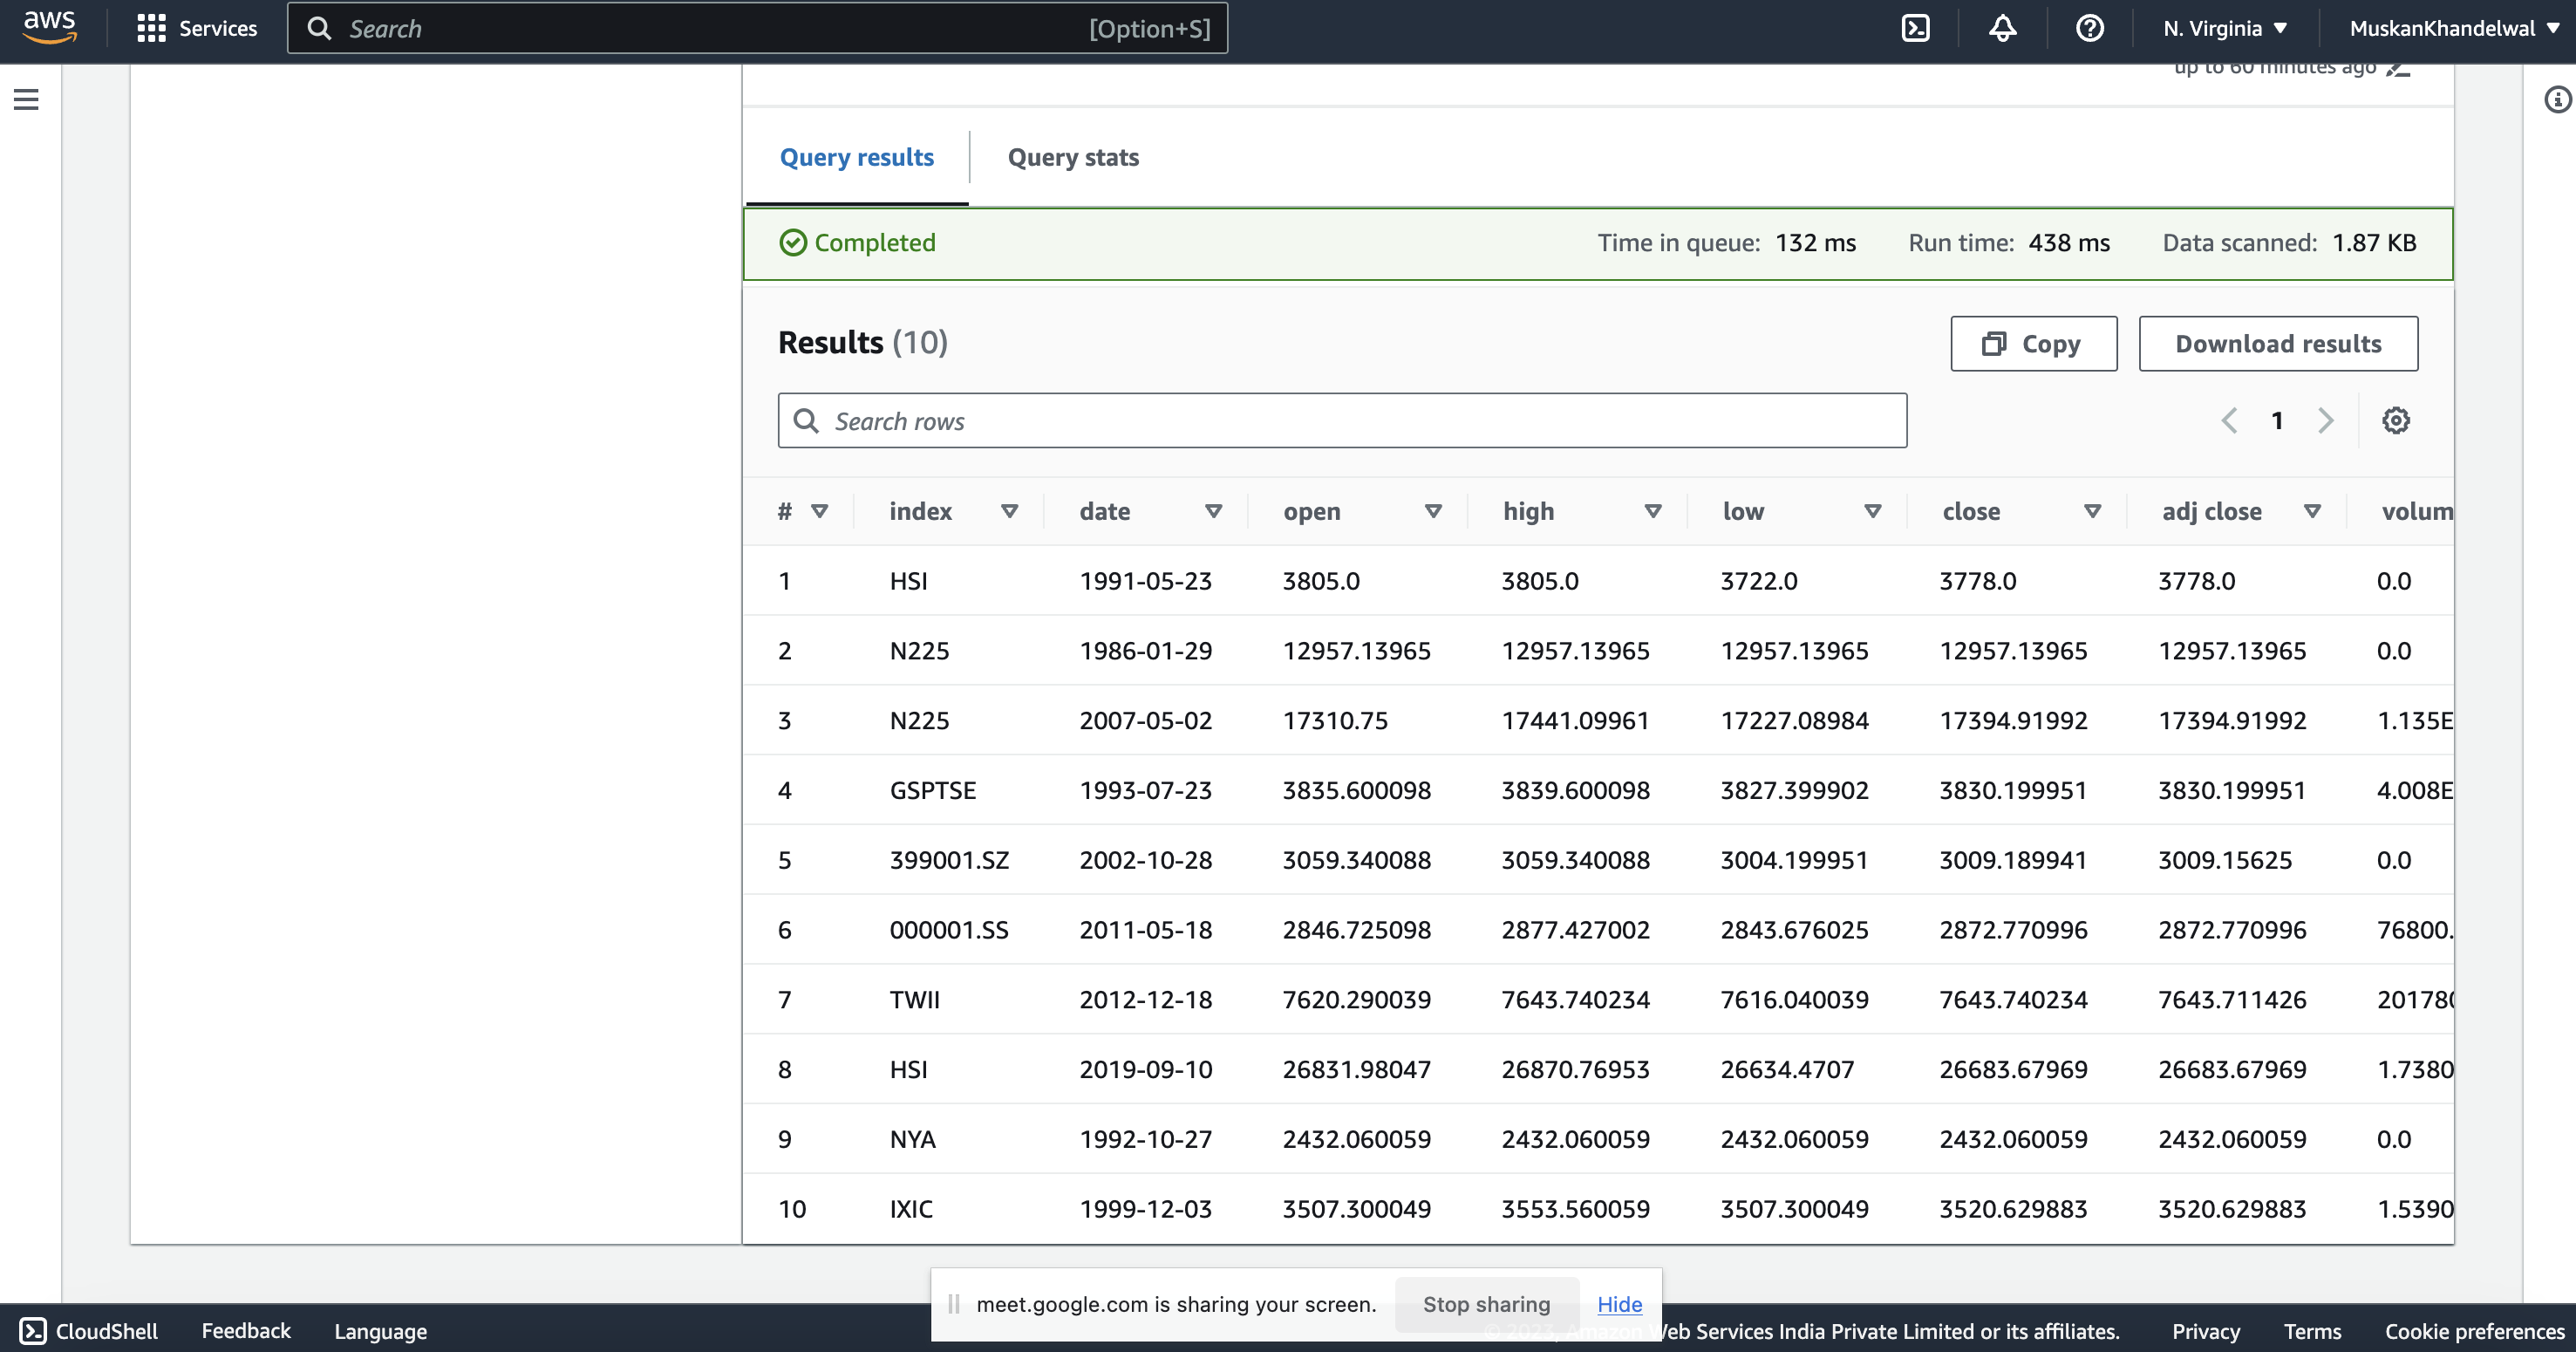 aws Services Search [Option+S] N. Virginia MuskanKhandelwal
up to 60 minutes ago
Query results Query stats
Completed Time in queue: 132 ms Run time: 438 ms Data scanned: 1.87 KB
Results (10) Copy Download results
Search rows 1
# index date open high low close adj close volum
1 HSI 1991-05-23 3805.0 3805.0 3722.0 3778.0 3778.0 0.0
2 N225 1986-01-29 12957.13965 12957.13965 12957.13965 12957.13965 12957.13965 0.0
3 N225 2007-05-02 17310.75 17441.09961 17227.08984 17394.91992 17394.91992 1.135E
4 GSPTSE 1993-07-23 3835.600098 3839.600098 3827.399902 3830.199951 3830.199951 4.008E
5 399001.SZ 2002-10-28 3059.340088 3059.340088 3004.199951 3009.189941 3009.15625 0.0
6 000001.SS 2011-05-18 2846.725098 2877.427002 2843.676025 2872.770996 2872.770996 76800.
7 TWII 2012-12-18 7620.290039 7643.740234 7616.040039 7643.740234 7643.711426 201780
8 HSI 2019-09-10 26831.98047 26870.76953 26634.4707 26683.67969 26683.67969 1.7380
9 NYA 1992-10-27 2432.060059 2432.060059 2432.060059 2432.060059 2432.060059 0.0
10 IXIC 1999-12-03 3507.300049 3553.560059 3507.300049 3520.629883 3520.629883 1.5390
meet.google.com is sharing your screen. Stop sharing Hide
CloudShell Feedback Language © 2023, Amazon Web Services India Private Limited or its affiliates. Privacy Terms Cookie preferences